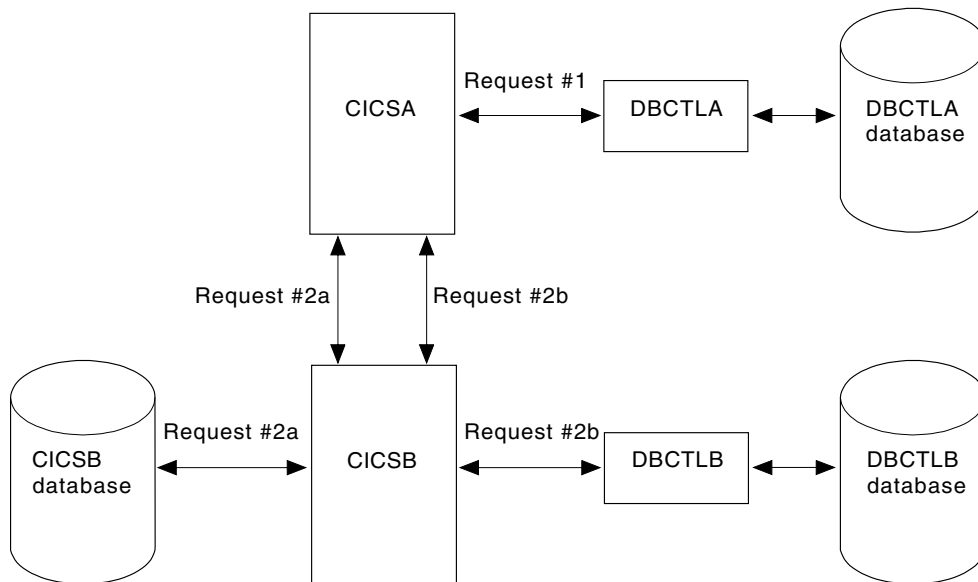 Request #1
CICSA
DBCTLA
DBCTLA
database
Request #2a
Request #2b
Request #2a
Request #2b
CICSB
database
CICSB
DBCTLB
DBCTLB
database